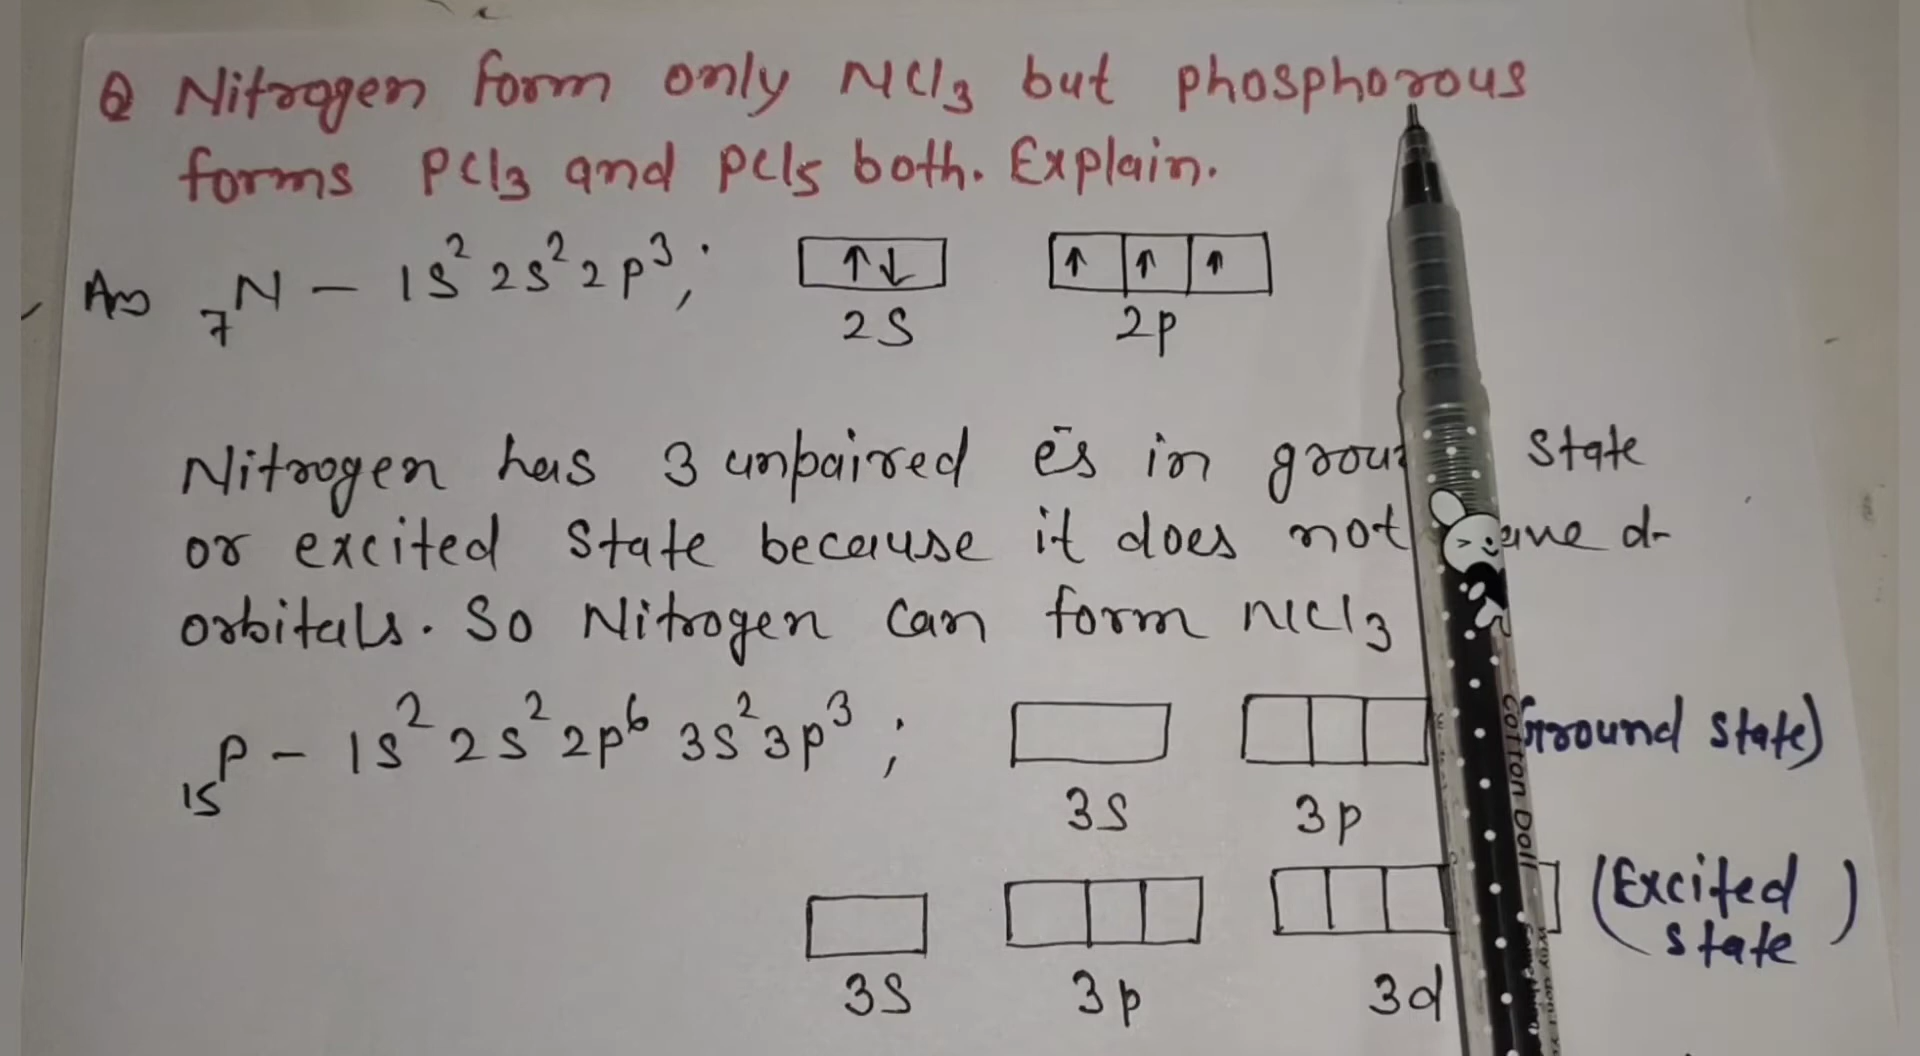 Q Nitrogen form only NCl3 but phosphorous
forms PCl3 and PCl5 both. Explain.
Ans 7N - 1s² 2s² 2p³; ↑↓ ↑ ↑ ↑
2s 2p
Nitrogen has 3 unpaired e⁻s in state
or excited state because it does not d-
orbitals. So Nitrogen can form NCl3
15P - 1s² 2s² 2p⁶ 3s² 3p³; (Ground state)
3s 3p
(Excited
state)
3s 3p 3d
Cotton Doll